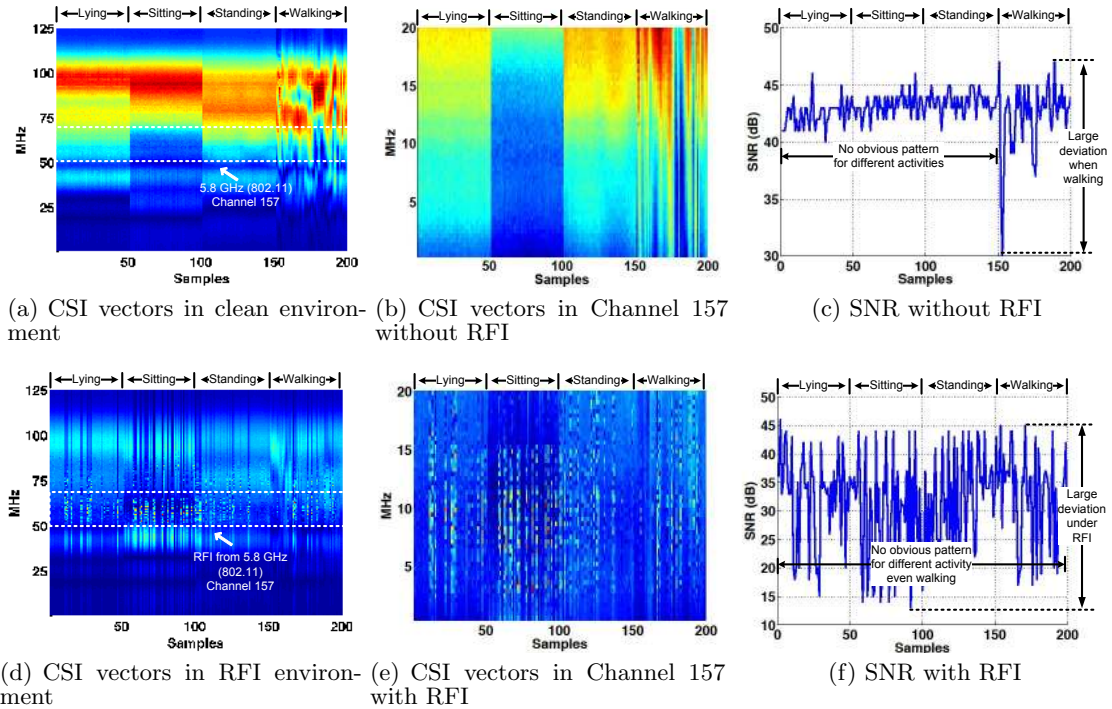 Lying Sitting Standing Walking
125
100
75
50
25
MHz
5.8 GHz (802.11)
Channel 157
50 100 150 200
Samples
(a) CSI vectors in clean environ-
ment
Lying Sitting Standing Walking
20
15
10
5
MHz
50 100 150 200
Samples
(b) CSI vectors in Channel 157
without RFI
Lying Sitting Standing Walking
50
45
40
35
30
SNR (dB)
No obvious pattern
for different activities
Large
deviation
when
walking
0 50 100 150 200
Samples
(c) SNR without RFI
Lying Sitting Standing Walking
125
100
75
50
25
MHz
RFI from 5.8 GHz
(802.11)
Channel 157
50 100 150 200
Samples
(d) CSI vectors in RFI environ-
ment
Lying Sitting Standing Walking
20
15
10
5
MHz
50 100 150 200
Samples
(e) CSI vectors in Channel 157
with RFI
Lying Sitting Standing Walking
50
45
40
35
30
25
20
15
10
SNR (dB)
No obvious pattern
for different activity
even walking
Large
deviation
under
RFI
0 50 100 150 200
Samples
(f) SNR with RFI